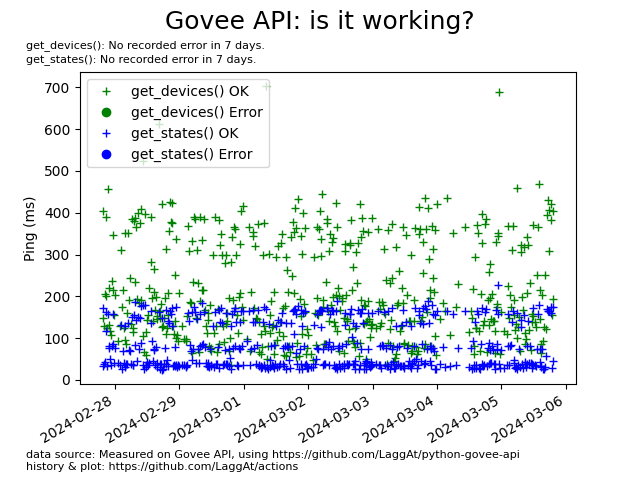 Govee API: is it working?
get_devices(): No recorded error in 7 days.
get_states(): No recorded error in 7 days.
get_devices() OK
get_devices() Error
get_states() OK
get_states() Error
Ping (ms)
700
600
500
400
300
200
100
0
2024-02-28
2024-02-29
2024-03-01
2024-03-02
2024-03-03
2024-03-04
2024-03-05
2024-03-06
data source: Measured on Govee API, using https://github.com/LaggAt/python-govee-api
history & plot: https://github.com/LaggAt/actions